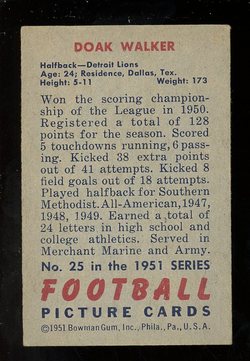 DOAK WALKER
Halfback—Detroit Lions
Age: 24; Residence, Dallas, Tex.
Height: 5-11 Weight: 173
Won the scoring champion-
ship of the League in 1950.
Registered a total of 128
points for the season. Scored
5 touchdowns running, 6 pass-
ing. Kicked 38 extra points
out of 41 attempts. Kicked 8
field goals out of 18 attempts.
Played halfback for Southern
Methodist. All-American, 1947,
1948, 1949. Earned a total of
24 letters in high school and
college athletics. Served in
Merchant Marine and Army.
No. 25 in the 1951 SERIES
FOOTBALL
PICTURE CARDS
©1951 Bowman Gum, Inc., Phila., Pa., U. S. A.